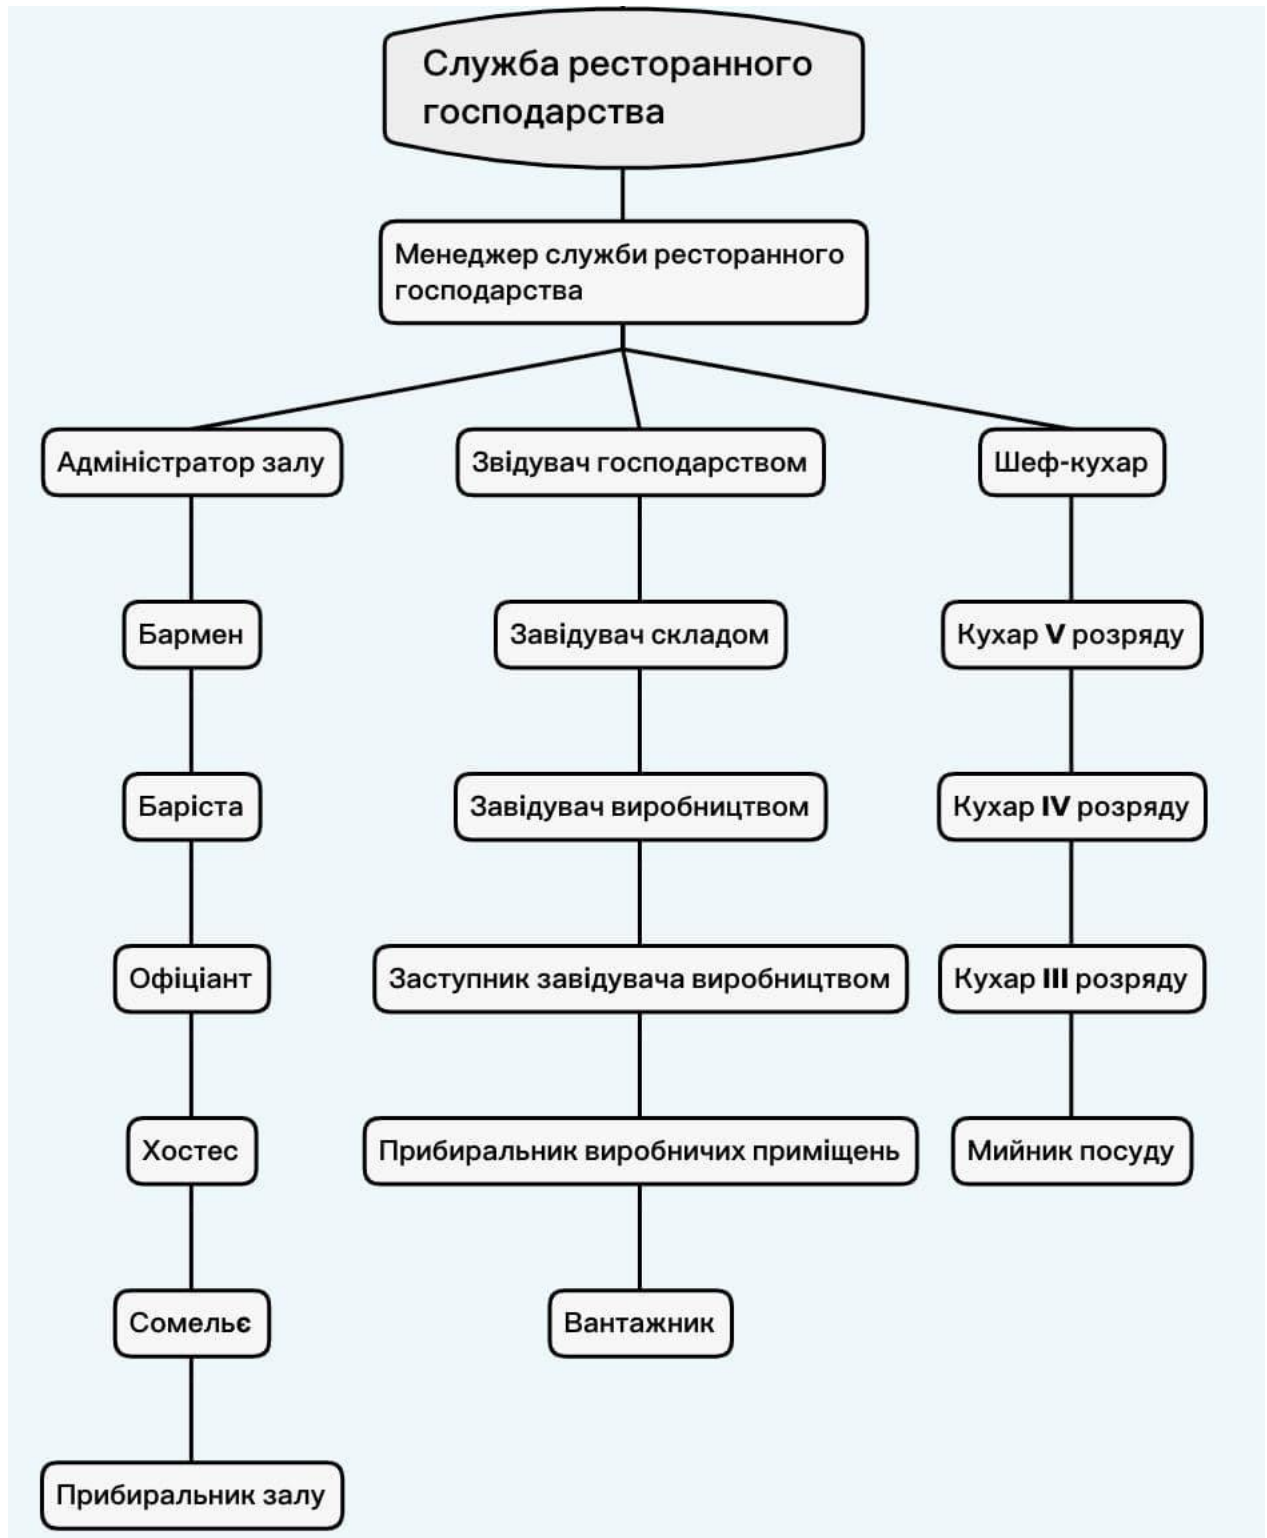 Служба ресторанного
господарства
Менеджер служби ресторанного
господарства
Адміністратор залу
Звідувач господарством
Шеф-кухар
Бармен
Завідувач складом
Кухар V розряду
Баріста
Завідувач виробництвом
Кухар IV розряду
Офіціант
Заступник завідувача виробництвом
Кухар III розряду
Хостес
Прибиральник виробничих приміщень
Мийник посуду
Сомельє
Вантажник
Прибиральник залу